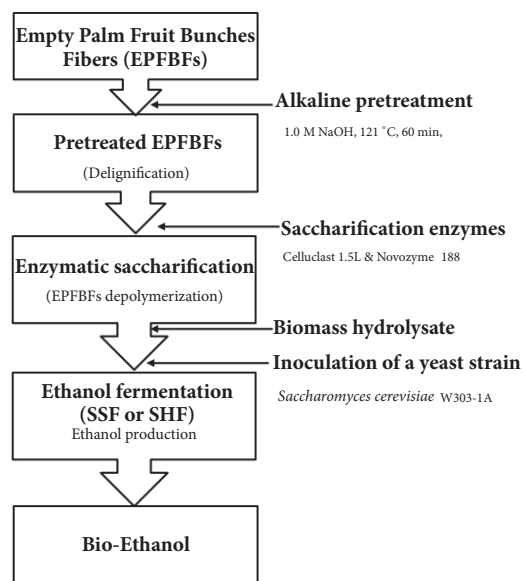 Empty Palm Fruit Bunches
Fibers (EPFBFs)
Alkaline pretreatment
1.0 M NaOH, 121 °C, 60 min,
Pretreated EPFBFs
(Delignification)
Saccharification enzymes
Celluclast 1.5L & Novozyme 188
Enzymatic saccharification
(EPFBFs depolymerization)
Biomass hydrolysate
Inoculation of a yeast strain
Saccharomyces cerevisiae W303-1A
Ethanol fermentation
(SSF or SHF)
Ethanol production
Bio-Ethanol